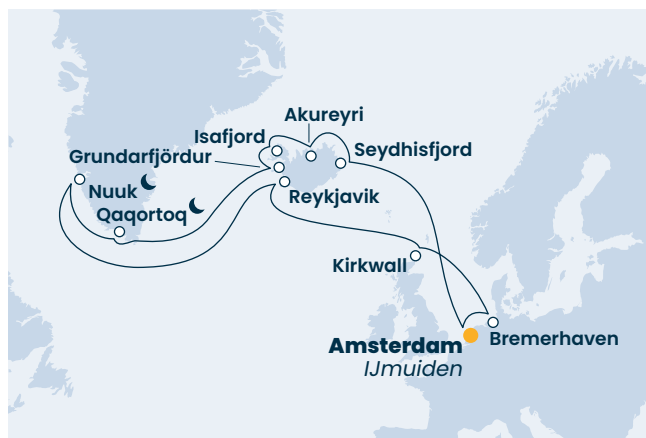 Akureyri
Isafjord
Seydhisfjord
Grundarfjördur
Nuuk
Reykjavik
Qaqortoq
Kirkwall
Amsterdam
IJmuiden
Bremerhaven